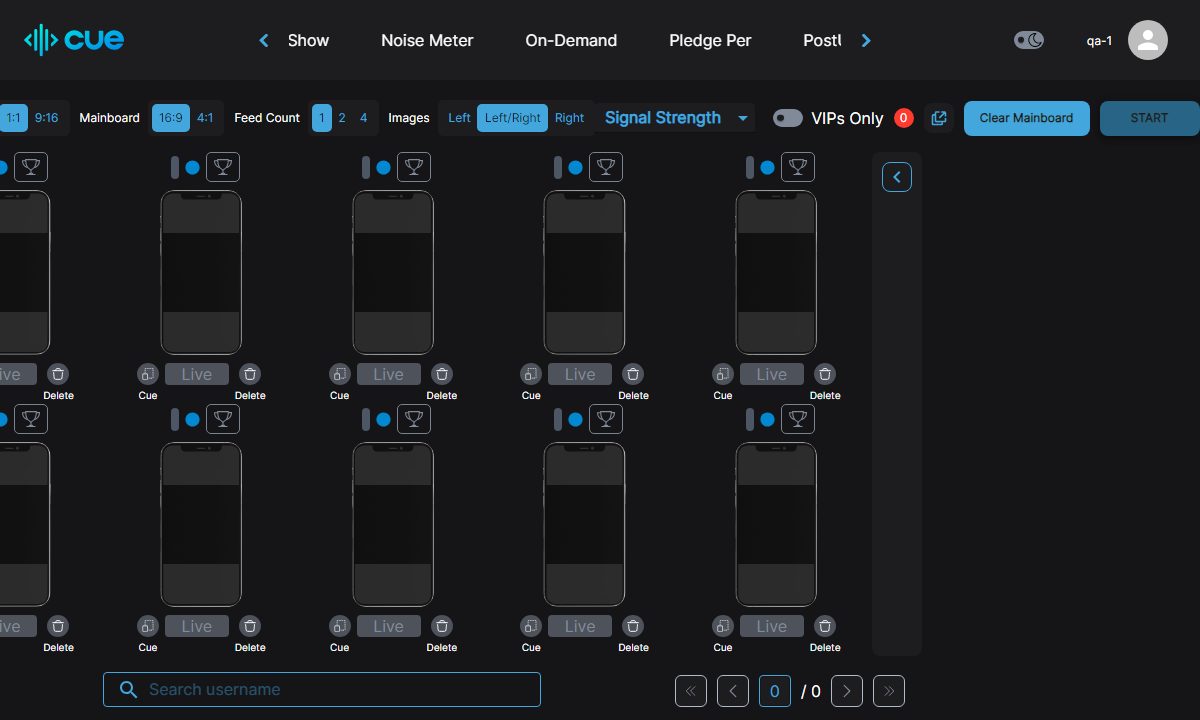 cue
Show Noise Meter On-Demand Pledge Per
qa-1
1:1 9:16 Mainboard 16:9 4:1 Feed Count 1 2 4 Images Left Left/Right Right Signal Strength VIPs Only 0 Clear Mainboard START
Live Live Live Live
Delete Cue Delete Cue Delete Cue Delete Cue Delete
Live Live Live Live
Delete Cue Delete Cue Delete Cue Delete Cue Delete
Search username 0 / 0